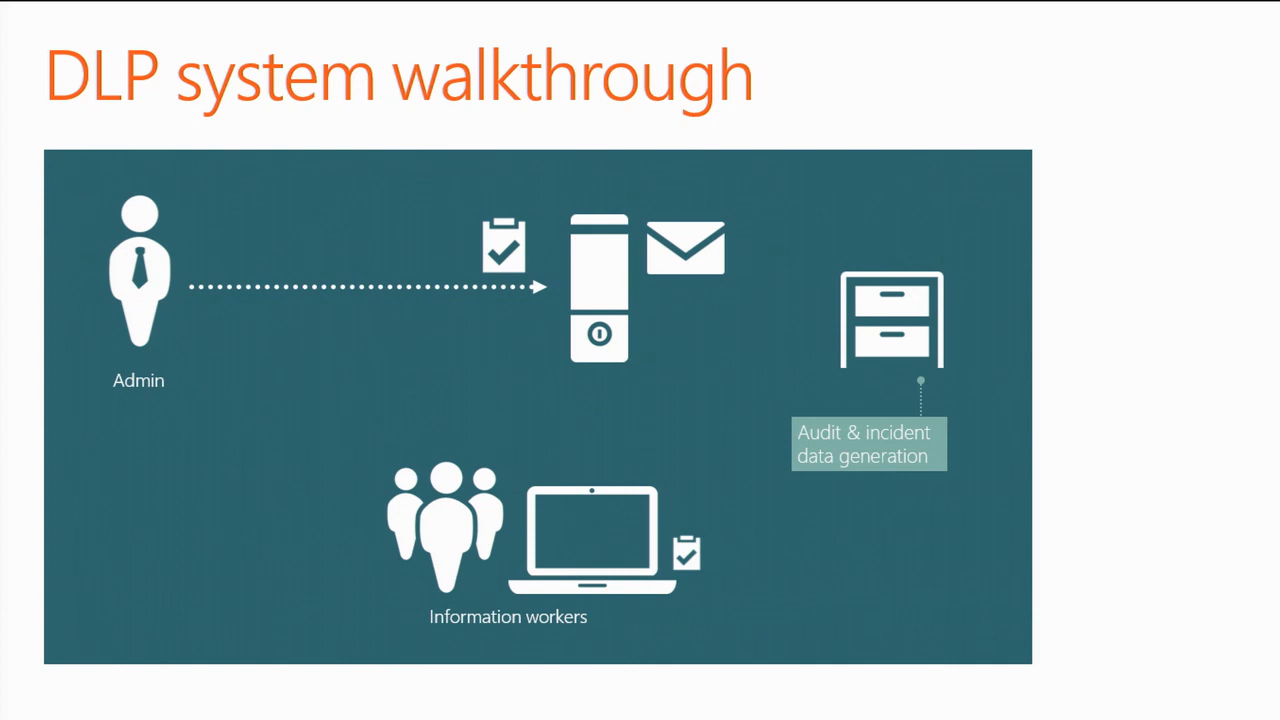 DLP system walkthrough
Admin
Audit & incident
data generation
Information workers